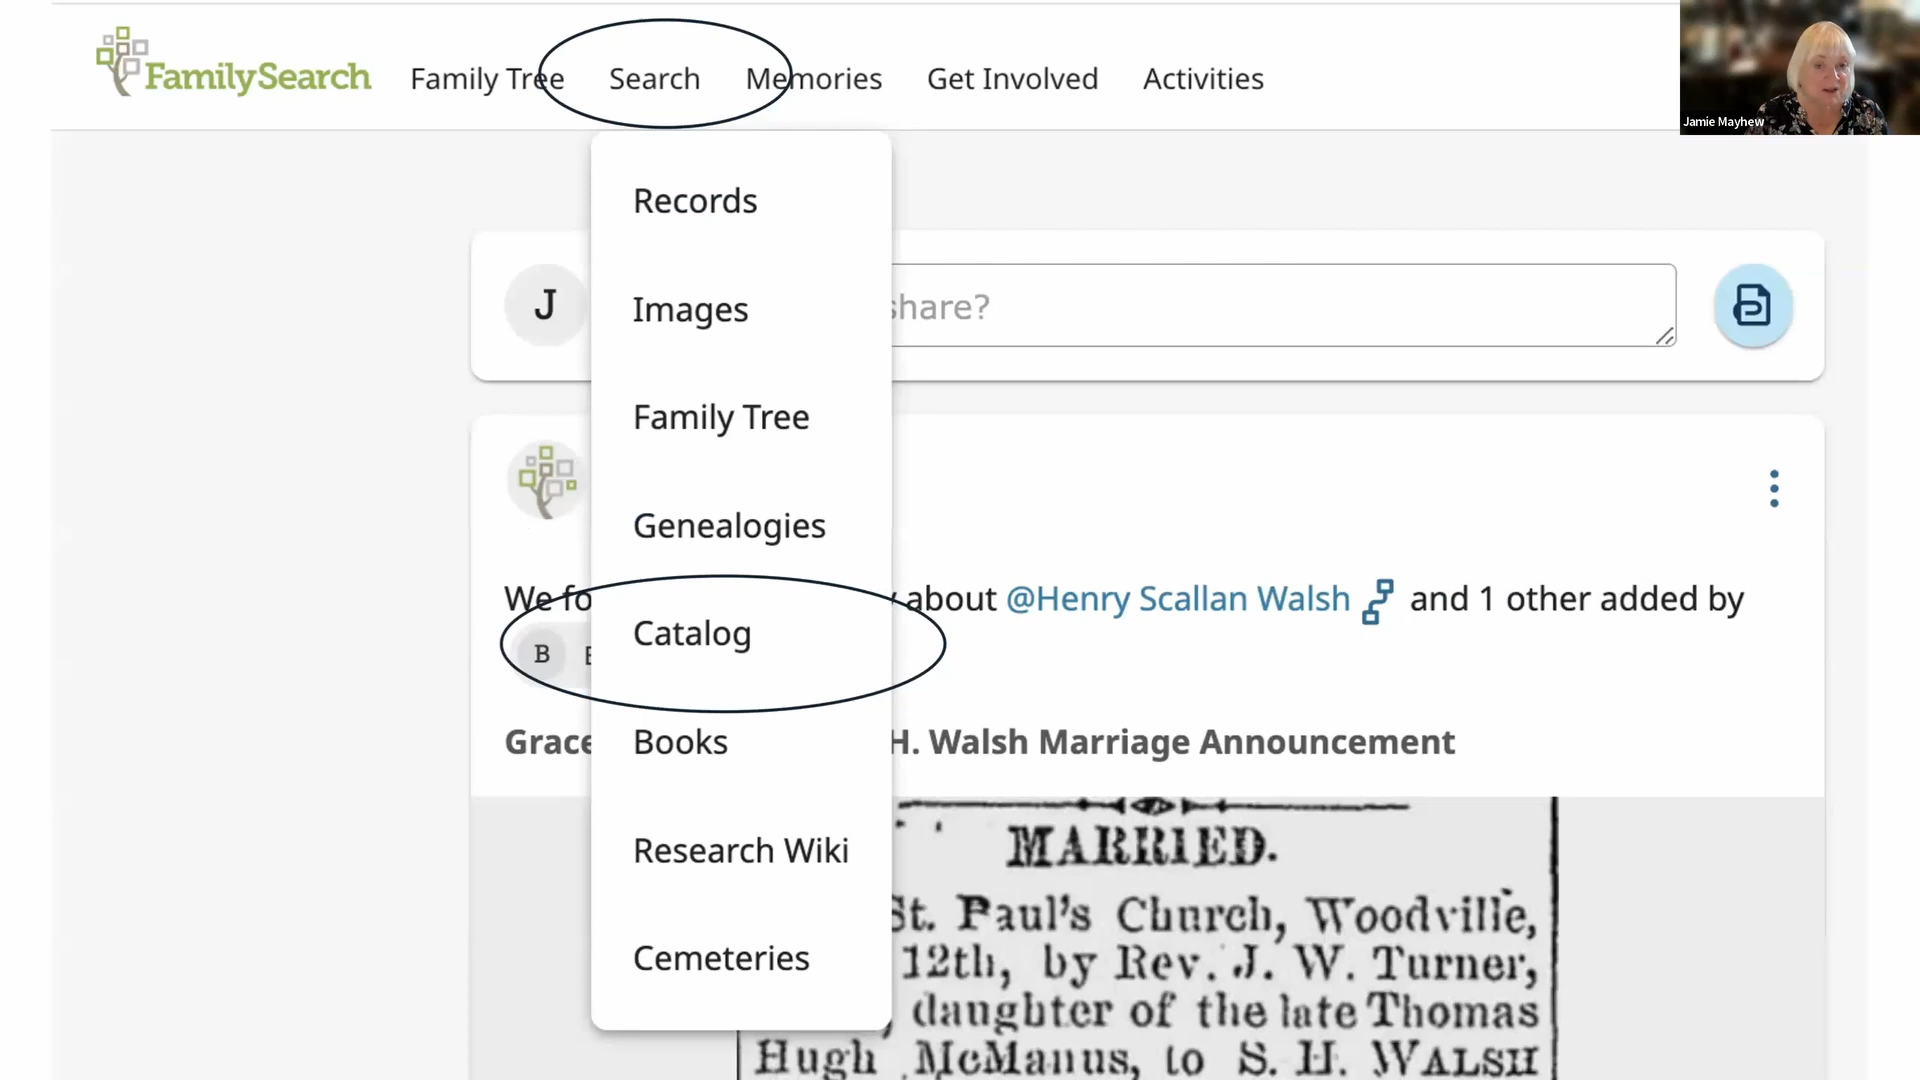 FamilySearch Family Tree Search Memories Get Involved Activities
Jamie Mayhew
Records
Images
J share?
Family Tree
Genealogies
We fo about @Henry Scallan Walsh and 1 other added by
Catalog
B
Grace H. Walsh Marriage Announcement
Books
Research Wiki
Cemeteries
MARRIED.
St. Paul's Church, Woodville,
12th, by Rev. J. W. Turner,
daughter of the late Thomas
Hugh McManus, to S. H. WALSH